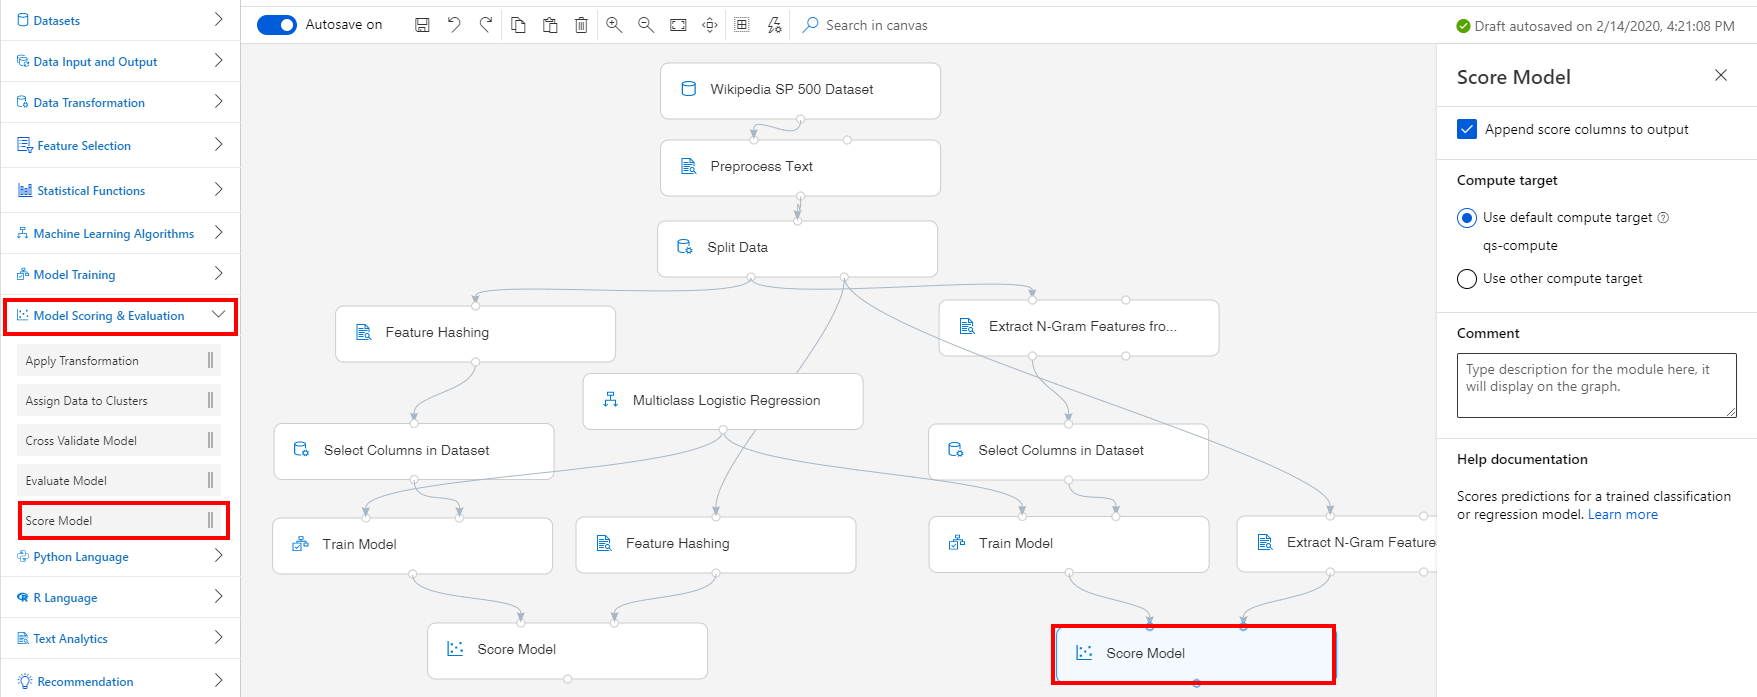 Datasets
Data Input and Output
Data Transformation
Feature Selection
Statistical Functions
Machine Learning Algorithms
Model Training
Model Scoring & Evaluation
Apply Transformation
Assign Data to Clusters
Cross Validate Model
Evaluate Model
Score Model
Python Language
R Language
Text Analytics
Recommendation
Autosave on
Search in canvas
Draft autosaved on 2/14/2020, 4:21:08 PM
Wikipedia SP 500 Dataset
Preprocess Text
Split Data
Feature Hashing
Extract N-Gram Features fro...
Multiclass Logistic Regression
Select Columns in Dataset
Select Columns in Dataset
Train Model
Feature Hashing
Train Model
Extract N-Gram Feature
Score Model
Score Model
Score Model
Append score columns to output
Compute target
Use default compute target
qs-compute
Use other compute target
Comment
Type description for the module here, it
will display on the graph.
Help documentation
Scores predictions for a trained classification
or regression model. Learn more